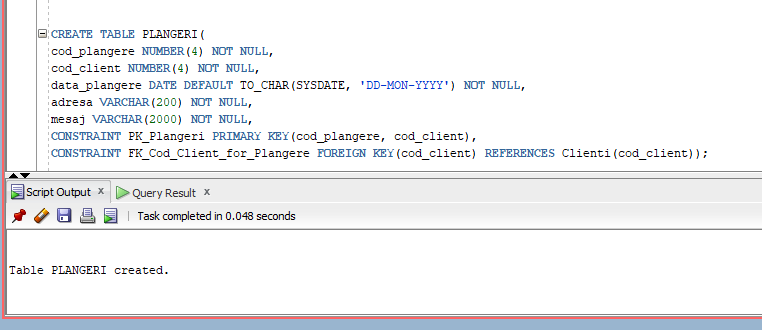 CREATE TABLE PLANGERI(
cod_plangere NUMBER(4) NOT NULL,
cod_client NUMBER(4) NOT NULL,
data_plangere DATE DEFAULT TO_CHAR(SYSDATE, 'DD-MON-YYYY') NOT NULL,
adresa VARCHAR(200) NOT NULL,
mesaj VARCHAR(2000) NOT NULL,
CONSTRAINT PK_Plangeri PRIMARY KEY(cod_plangere, cod_client),
CONSTRAINT FK_Cod_Client_for_Plangere FOREIGN KEY(cod_client) REFERENCES Clienti(cod_client));
Script Output x Query Result x
Task completed in 0.048 seconds
Table PLANGERI created.